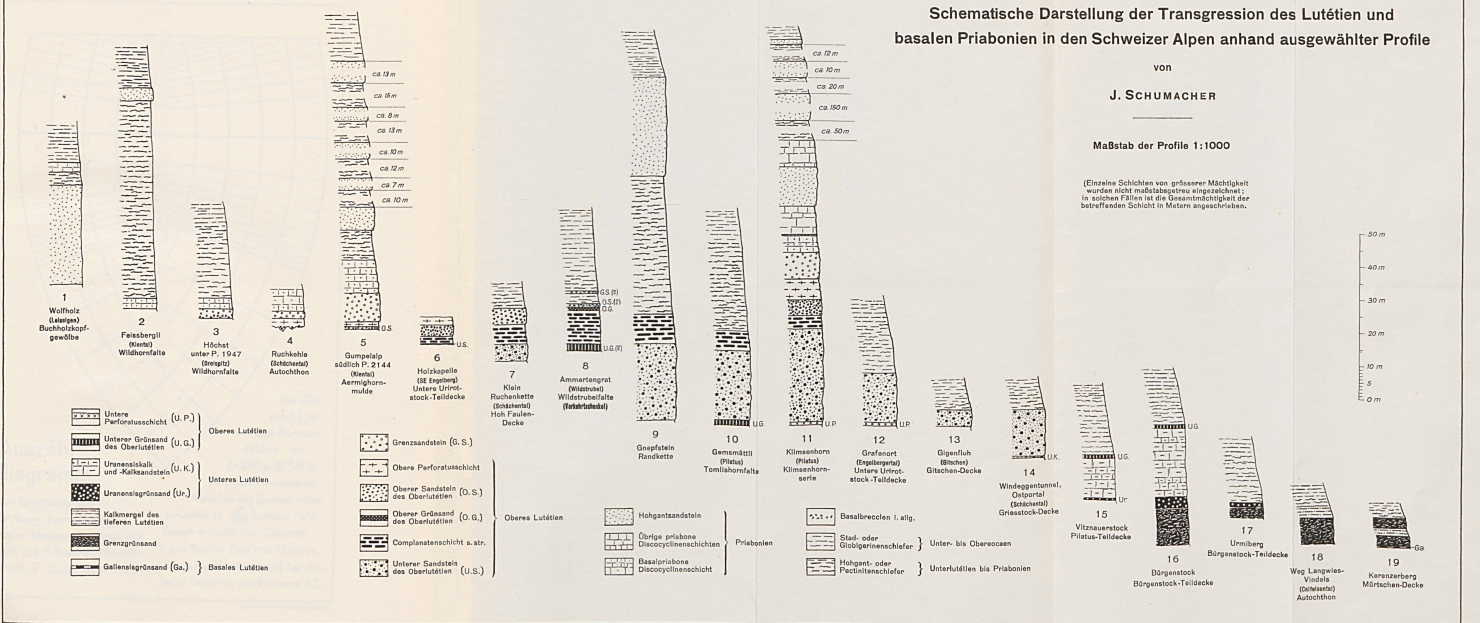 Schematische Darstellung der Transgression des Lutétien und
basalen Priabonien in den Schweizer Alpen anhand ausgewählter Profile
von
J. SCHUMACHER
Maßstab der Profile 1:1000
(Einzelne Schichten von grösserer Mächtigkeit
wurden nicht maßstabsgetreu eingezeichnet;
in solchen Fällen ist die Gesamtmächtigkeit der
betreffenden Schicht in Metern angeschrieben.
50 m
40 m
30 m
20 m
10 m
5
0 m
ca. 13 m
ca. 15 m
ca. 8 m
ca. 13 m
ca. 10 m
ca. 12 m
ca. 7 m
ca. 10 m
O.S.
ca. 12 m
ca. 10 m
ca. 20 m
ca. 150 m
ca. 50 m
U.P.
1
Wolfholz
(Leissigen)
Buchholzkopf-
gewölbe
2
Feissbergli
(Kiental)
Wildhornfalte
3
Höchst
unter P. 1947
(Dreispitz)
Wildhornfalte
4
Ruchkehle
(Schächental)
Autochthon
5
Gumpelalp
südlich P. 2144
(Kiental)
Aermighorn-
mulde
U.S.
6
Holzkapelle
(SE Engelberg)
Untere Urirot-
stock-Teildecke
7
Klein
Ruchenkette
(Schächental)
Hoh Faulen-
Decke
G.S.(?)
O.S.(?)
O.G.
U.G.(?)
8
Ammertengrat
(Wildstrubel)
Wildstrubelfalte
(Verkehrtschenkel)
9
Gnepfstein
Randkette
U.G.
10
Gemsmättli
(Pilatus)
Tomlishornfalte
11
Klimsenhorn
(Pilatus)
Klimsenhorn-
serie
U.P.
12
Grafenort
(Engelbergertal)
Untere Urirot-
stock-Teildecke
13
Gigenfluh
(Gitschen)
Gitschen-Decke
U.K.
14
Windeggentunnel,
Ostportal
(Schächental)
Griesstock-Decke
U.G.
Ur
15
Vitznauerstock
Pilatus-Teildecke
U.G.
16
Bürgenstock
Bürgenstock-Teildecke
17
Urmiberg
Bürgenstock-Teildecke
18
Weg Langwies-
Vindels
(Calfeisental)
Autochthon
Ga.
19
Kerenzerberg
Mürtschen-Decke
Untere
Perforatusschicht (U.P.)
Unterer Grünsand
des Oberlutétien (U.G.)
Oberes Lutétien
Uranensiskalk
und -Kalksandstein (U.K.)
Uranensisgrünsand (Ur.)
Unteres Lutétien
Kalkmergel des
tieferen Lutétien
Grenzgrünsand
Gallensisgrünsand (Ga.)
Basales Lutétien
Grenzsandstein (G.S.)
Obere Perforatusschicht
Oberer Sandstein
des Oberlutétien (O.S.)
Oberer Grünsand
des Oberlutétien (O.G.)
Complanatenschicht s. str.
Unterer Sandstein
des Oberlutétien (U.S.)
Oberes Lutétien
Hohgantsandstein
Übrige priabone
Discocyclinenschichten
Basalpriabone
Discocyclinenschicht
Priabonien
Basalbreccien i. allg.
Stad- oder
Globigerinenschiefer
Unter- bis Obereocaen
Hohgant- oder
Pectinitenschiefer
Unterlutétien bis Priabonien